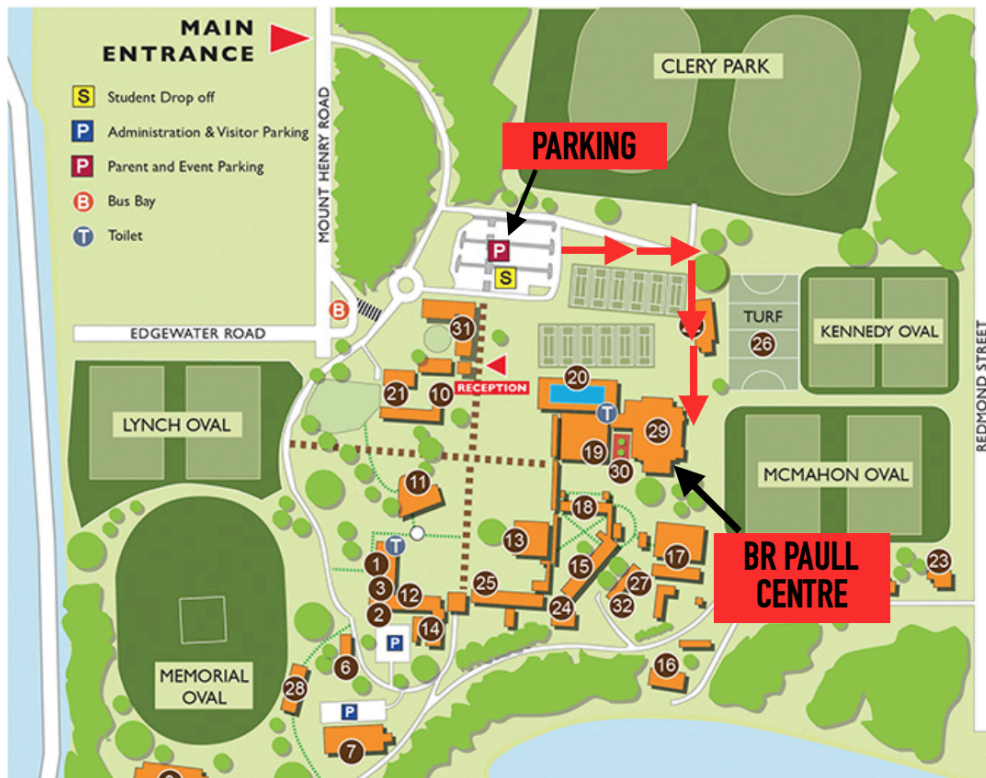 MAIN
ENTRANCE
S Student Drop off
P Administration & Visitor Parking
P Parent and Event Parking
B Bus Bay
T Toilet
MOUNT HENRY ROAD
CLERY PARK
PARKING
P
S
B
EDGEWATER ROAD
31
TURF
26
KENNEDY OVAL
REDMOND STREET
RECEPTION
21
10
20
T
LYNCH OVAL
19
29
30
MCMAHON OVAL
11
18
BR PAULL
CENTRE
T
1
3
2
12
13
15
17
25
27
32
24
23
14
P
6
16
MEMORIAL
OVAL
28
P
7